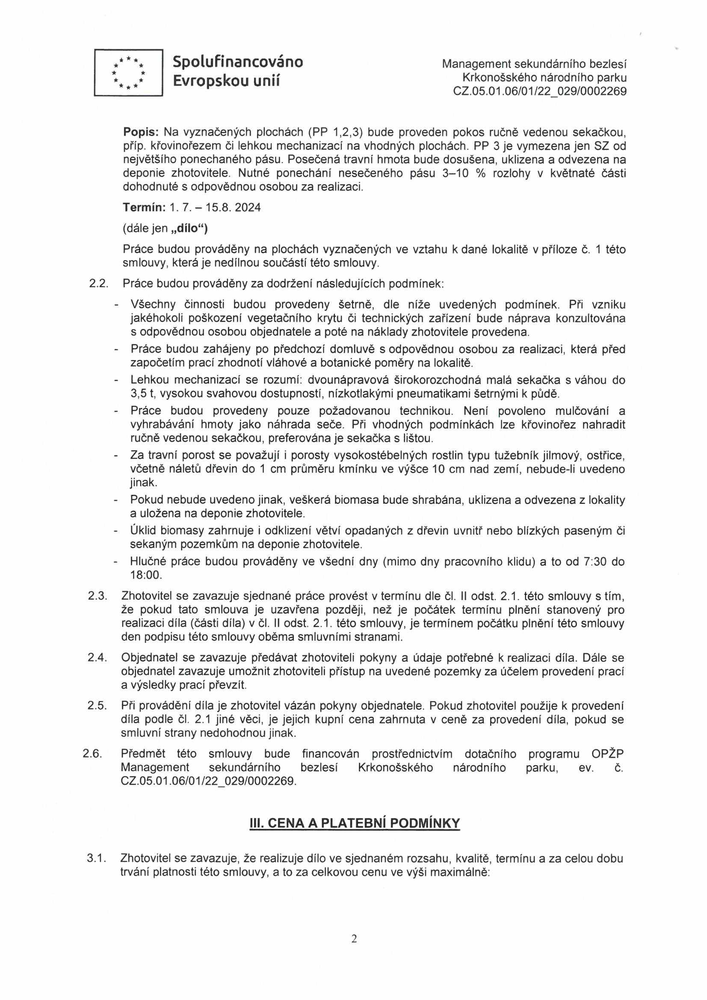 Spolufinancováno
Evropskou unií
Management sekundárního bezlesí
Krkonošského národního parku
CZ.05.01.06/01/22_029/0002269
Popis: Na vyznačených plochách (PP 1,2,3) bude proveden pokos ručně vedenou sekačkou,
příp. křovinořezem či lehkou mechanizací na vhodných plochách. PP 3 je vymezena jen SZ od
největšího ponechaného pásu. Posečená travní hmota bude dosušena, uklizena a odvezena na
deponie zhotovitele. Nutné ponechání nesečeného pásu 3–10 % rozlohy v květnaté části
dohodnuté s odpovědnou osobou za realizaci.
Termín: 1. 7. – 15.8. 2024
(dále jen „dílo“)
Práce budou prováděny na plochách vyznačených ve vztahu k dané lokalitě v příloze č. 1 této
smlouvy, která je nedílnou součástí této smlouvy.
2.2. Práce budou prováděny za dodržení následujících podmínek:
- Všechny činnosti budou provedeny šetrně, dle níže uvedených podmínek. Při vzniku
jakéhokoli poškození vegetačního krytu či technických zařízení bude náprava konzultována
s odpovědnou osobou objednatele a poté na náklady zhotovitele provedena.
- Práce budou zahájeny po předchozí domluvě s odpovědnou osobou za realizaci, která před
započetím prací zhodnotí vláhové a botanické poměry na lokalitě.
- Lehkou mechanizací se rozumí: dvounápravová širokorozchodná malá sekačka s váhou do
3,5 t, vysokou svahovou dostupností, nízkotlakými pneumatikami šetrnými k půdě.
- Práce budou provedeny pouze požadovanou technikou. Není povoleno mulčování a
vyhrabávání hmoty jako náhrada seče. Při vhodných podmínkách lze křovinořez nahradit
ručně vedenou sekačkou, preferována je sekačka s lištou.
- Za travní porost se považují i porosty vysokostébelných rostlin typu tužebník jilmový, ostřice,
včetně náletů dřevin do 1 cm průměru kmínku ve výšce 10 cm nad zemí, nebude-li uvedeno
jinak.
- Pokud nebude uvedeno jinak, veškerá biomasa bude shrabána, uklizena a odvezena z lokality
a uložena na deponie zhotovitele.
- Úklid biomasy zahrnuje i odklizení větví opadaných z dřevin uvnitř nebo blízkých paseným či
sekaným pozemkům na deponie zhotovitele.
- Hlučné práce budou prováděny ve všední dny (mimo dny pracovního klidu) a to od 7:30 do
18:00.
2.3. Zhotovitel se zavazuje sjednané práce provést v termínu dle čl. II odst. 2.1. této smlouvy s tím,
že pokud tato smlouva je uzavřena později, než je počátek termínu plnění stanovený pro
realizaci díla (části díla) v čl. II odst. 2.1. této smlouvy, je termínem počátku plnění této smlouvy
den podpisu této smlouvy oběma smluvními stranami.
2.4. Objednatel se zavazuje předávat zhotoviteli pokyny a údaje potřebné k realizaci díla. Dále se
objednatel zavazuje umožnit zhotoviteli přístup na uvedené pozemky za účelem provedení prací
a výsledky prací převzít.
2.5. Při provádění díla je zhotovitel vázán pokyny objednatele. Pokud zhotovitel použije k provedení
díla podle čl. 2.1 jiné věci, je jejich kupní cena zahrnuta v ceně za provedení díla, pokud se
smluvní strany nedohodnou jinak.
2.6. Předmět této smlouvy bude financován prostřednictvím dotačního programu OPŽP
Management sekundárního bezlesí Krkonošského národního parku, ev. č.
CZ.05.01.06/01/22_029/0002269.
III. CENA A PLATEBNÍ PODMÍNKY
3.1. Zhotovitel se zavazuje, že realizuje dílo ve sjednaném rozsahu, kvalitě, termínu a za celou dobu
trvání platnosti této smlouvy, a to za celkovou cenu ve výši maximálně:
2